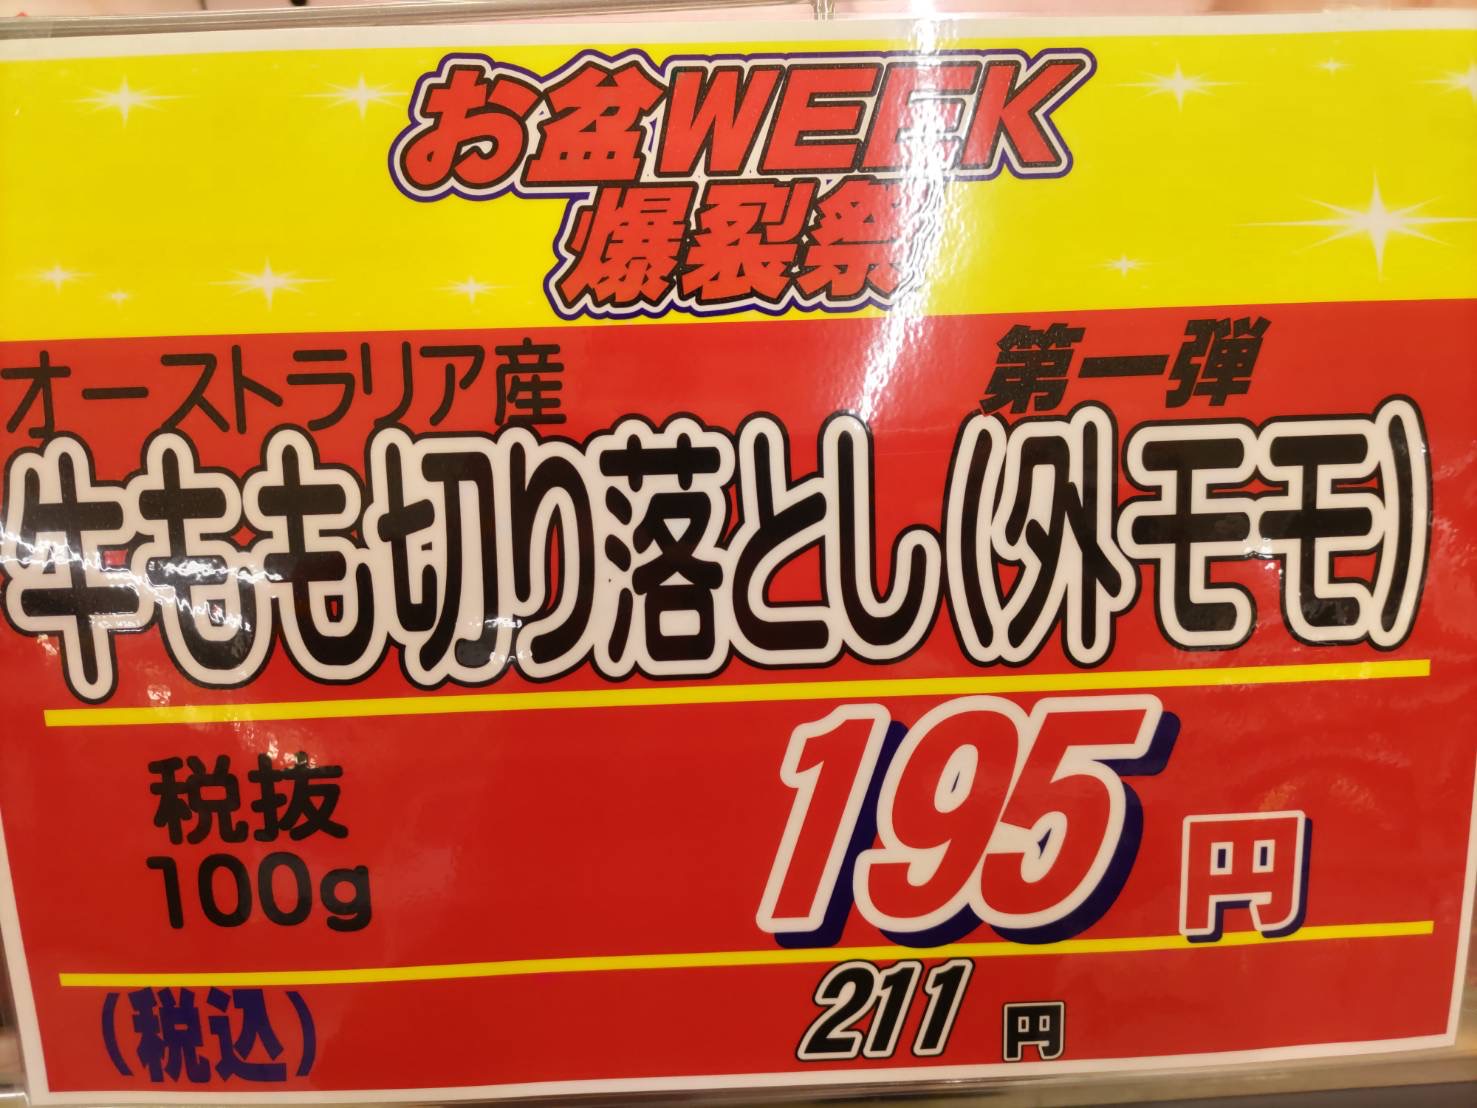 お盆WEEK
爆裂祭
オーストラリア産 第一弾
牛もも切り落とし(外モモ)
税抜
100g
195円
(税込) 211円